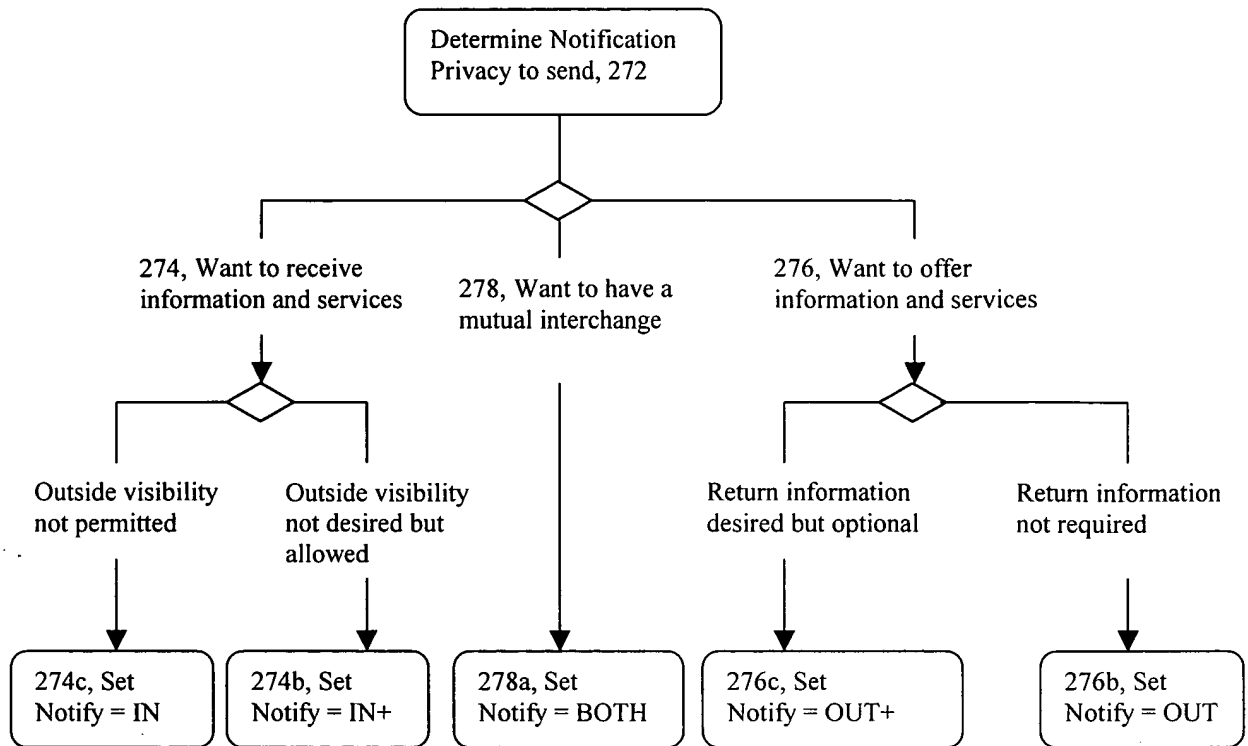 Determine Notification
Privacy to send, 272
274, Want to receive
information and services
278, Want to have a
mutual interchange
276, Want to offer
information and services
Outside visibility
not permitted
Outside visibility
not desired but
allowed
Return information
desired but optional
Return information
not required
274c, Set
Notify = IN
274b, Set
Notify = IN+
278a, Set
Notify = BOTH
276c, Set
Notify = OUT+
276b, Set
Notify = OUT